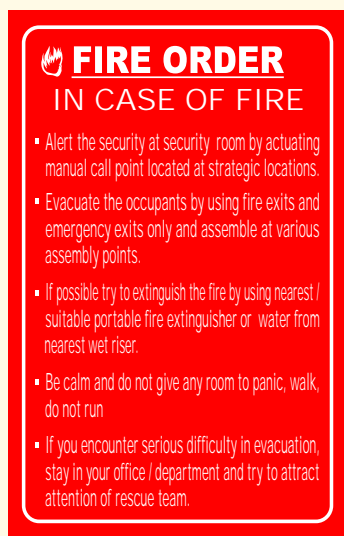 FIRE ORDER
IN CASE OF FIRE
▪ Alert the security at security room by actuating
manual call point located at strategic locations.
▪ Evacuate the occupants by using fire exits and
emergency exits only and assemble at various
assembly points.
▪ If possible try to extinguish the fire by using nearest /
suitable portable fire extinguisher or water from
nearest wet riser.
▪ Be calm and do not give any room to panic, walk,
do not run
▪ If you encounter serious difficulty in evacuation,
stay in your office / department and try to attract
attention of rescue team.